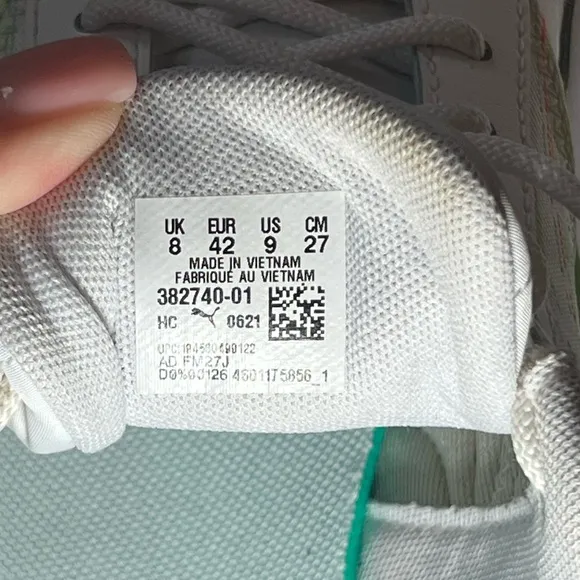 UK EUR US CM
8 42 9 27
MADE IN VIETNAM
FABRIQUÉ AU VIETNAM
382740-01
HC 0621
AD FM27J